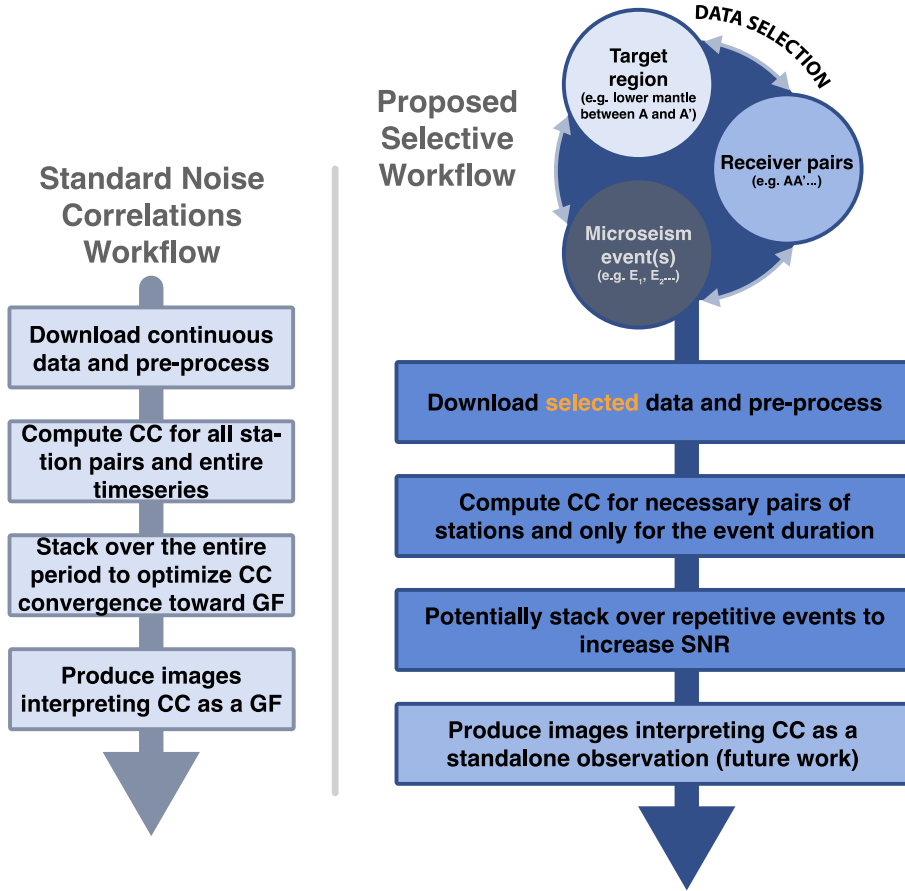 Standard Noise
Correlations
Workflow
Download continuous
data and pre-process
Compute CC for all sta-
tion pairs and entire
timeseries
Stack over the entire
period to optimize CC
convergence toward GF
Produce images
interpreting CC as a GF
Proposed
Selective
Workflow
DATA SELECTION
Target
region
(e.g. lower mantle
between A and A')
Receiver pairs
(e.g. AA'...)
Microseism
event(s)
(e.g. E₁, E₂...)
Download selected data and pre-process
Compute CC for necessary pairs of
stations and only for the event duration
Potentially stack over repetitive events to
increase SNR
Produce images interpreting CC as a
standalone observation (future work)